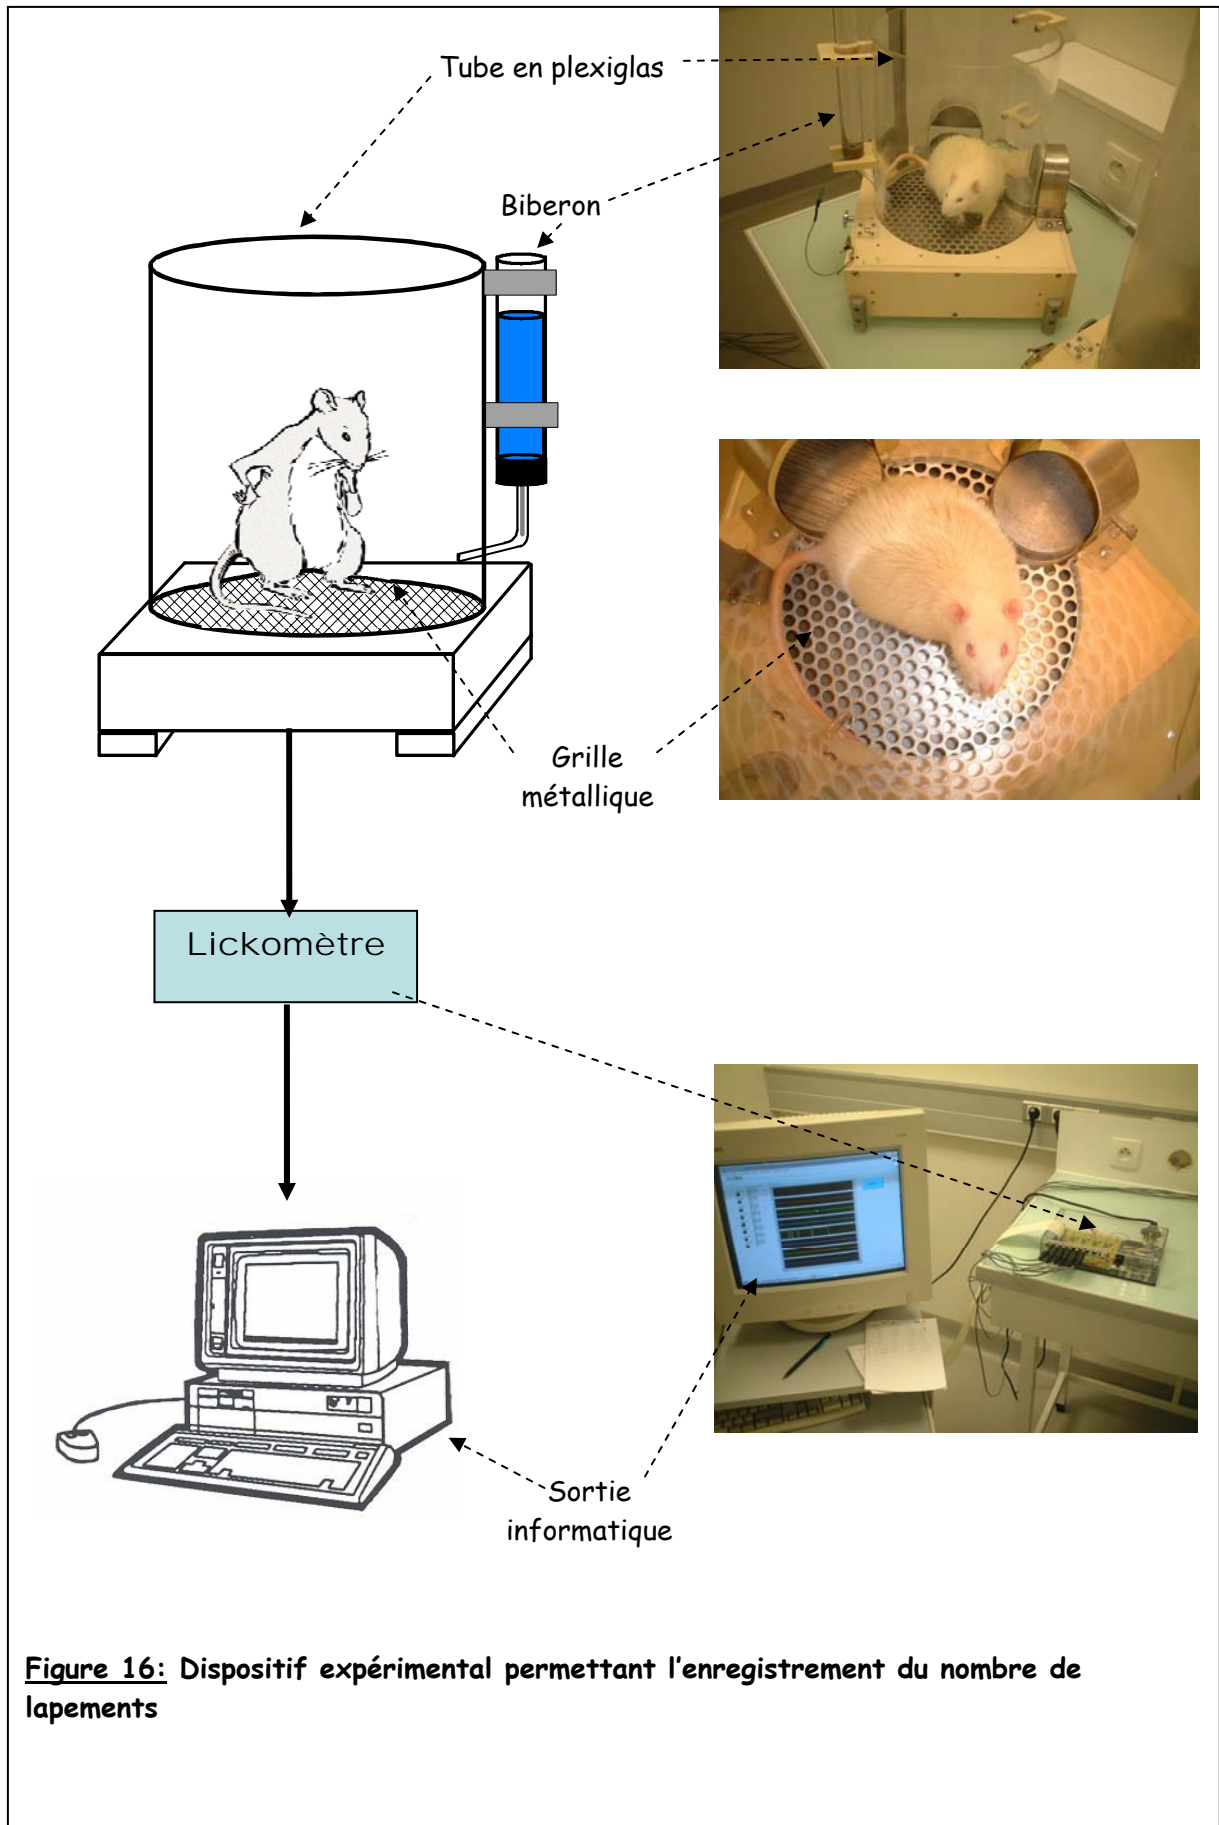 Tube en plexiglas
Biberon
Grille
métallique
Lickomètre
Sortie
informatique
Figure 16: Dispositif expérimental permettant l'enregistrement du nombre de
lapements